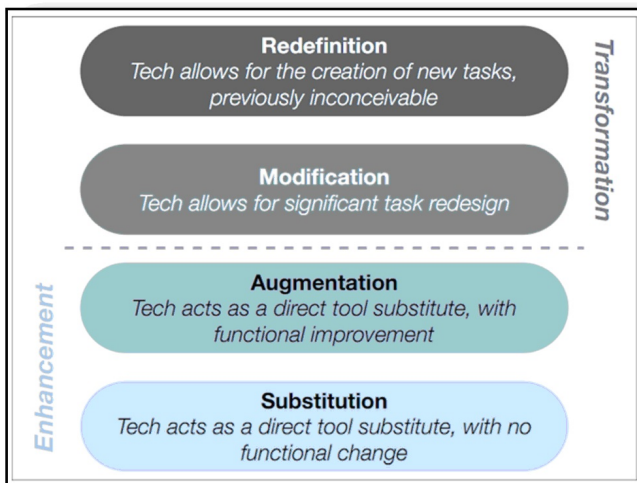 Redefinition
Tech allows for the creation of new tasks,
previously inconceivable
Modification
Tech allows for significant task redesign
Transformation
Augmentation
Tech acts as a direct tool substitute, with
functional improvement
Substitution
Tech acts as a direct tool substitute, with no
functional change
Enhancement